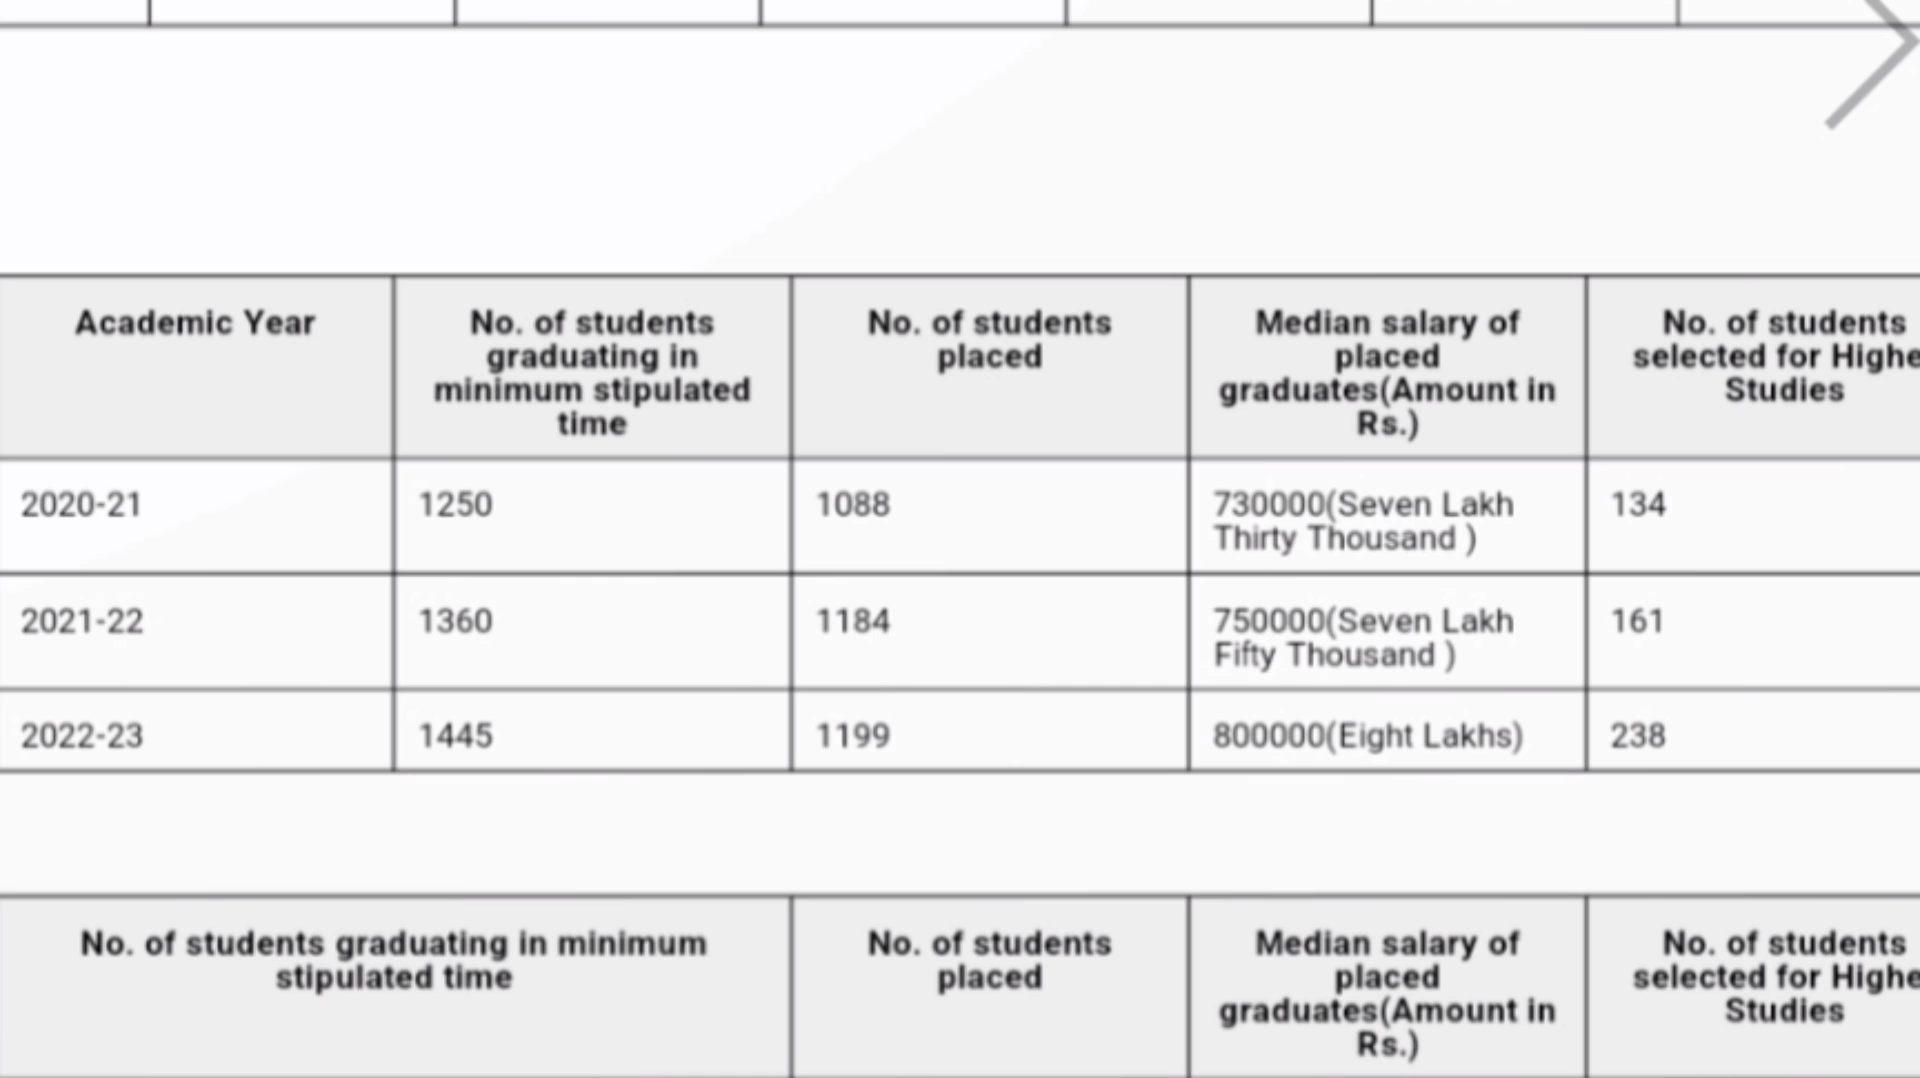 Academic Year
No. of students
graduating in
minimum stipulated
time
No. of students
placed
Median salary of
placed
graduates(Amount in
Rs.)
No. of students
selected for Highe
Studies
2020-21
1250
1088
730000(Seven Lakh
Thirty Thousand )
134
2021-22
1360
1184
750000(Seven Lakh
Fifty Thousand )
161
2022-23
1445
1199
800000(Eight Lakhs)
238
No. of students graduating in minimum
stipulated time
No. of students
placed
Median salary of
placed
graduates(Amount in
Rs.)
No. of students
selected for Highe
Studies